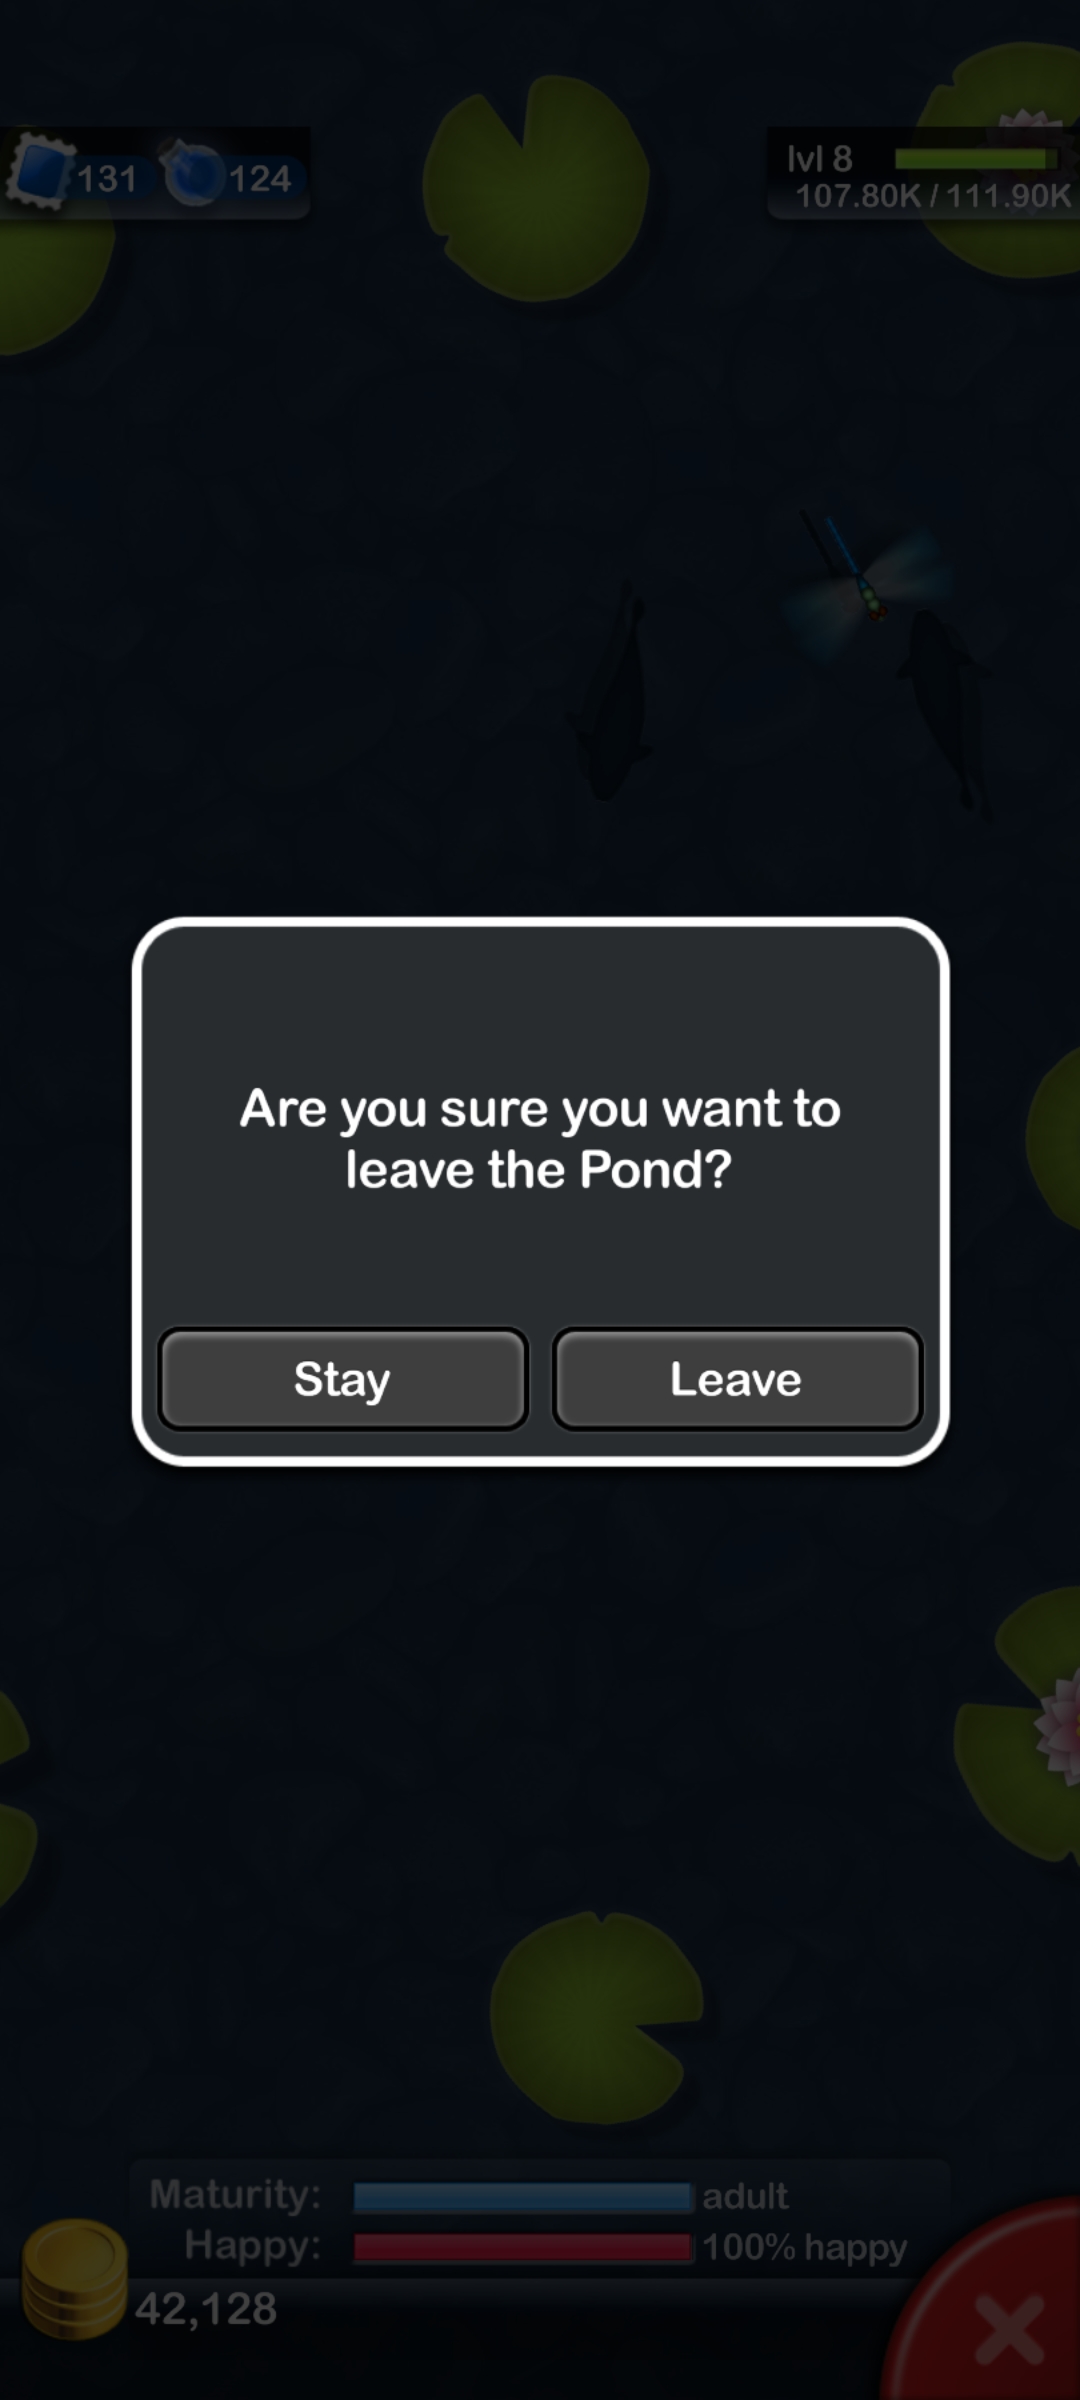 131 124
lvl 8
107.80K / 111.90K
Are you sure you want to
leave the Pond?
Stay Leave
Maturity: adult
Happy: 100% happy
42,128